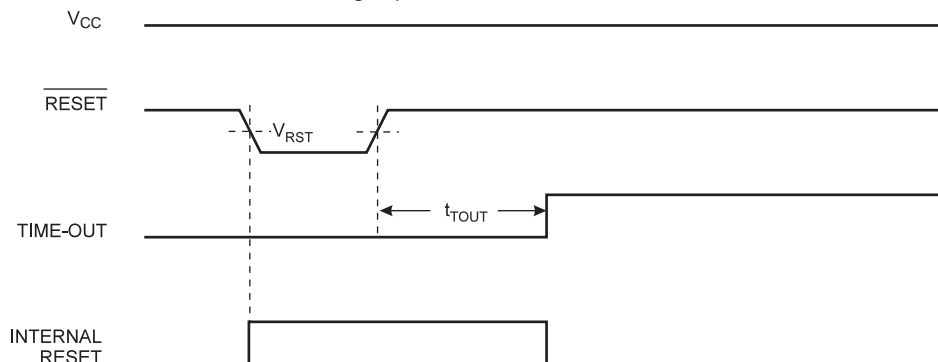 VCC
RESET
VRST
tTOUT
TIME-OUT
INTERNAL
RESET